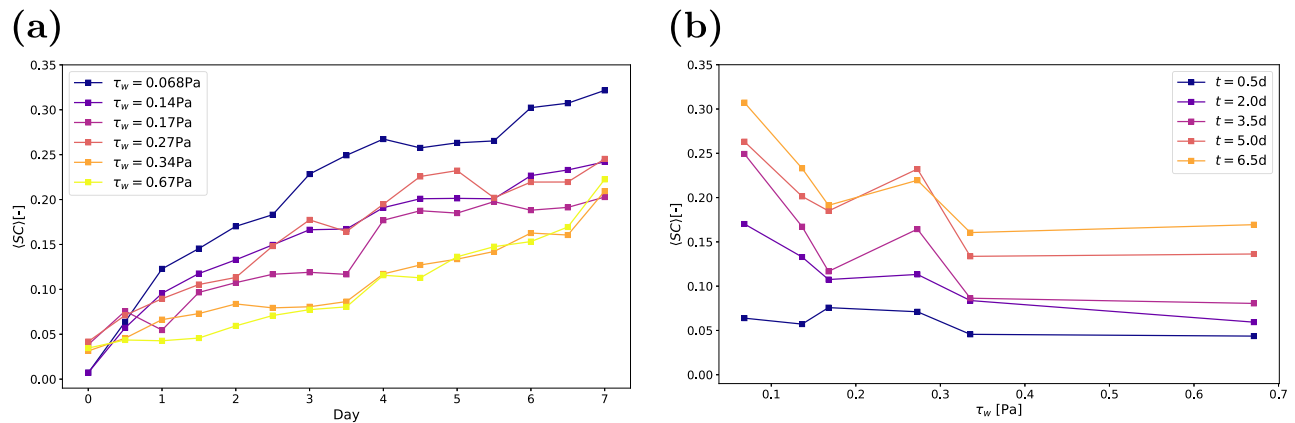 (a)
0.35
0.30
0.25
0.20
0.15
0.10
0.05
0.00
⟨SC⟩[-]
τw = 0.068Pa
τw = 0.14Pa
τw = 0.17Pa
τw = 0.27Pa
τw = 0.34Pa
τw = 0.67Pa
0 1 2 3 4 5 6 7
Day
(b)
0.35
0.30
0.25
0.20
0.15
0.10
0.05
0.00
⟨SC⟩[-]
t = 0.5d
t = 2.0d
t = 3.5d
t = 5.0d
t = 6.5d
0.1 0.2 0.3 0.4 0.5 0.6 0.7
τw [Pa]